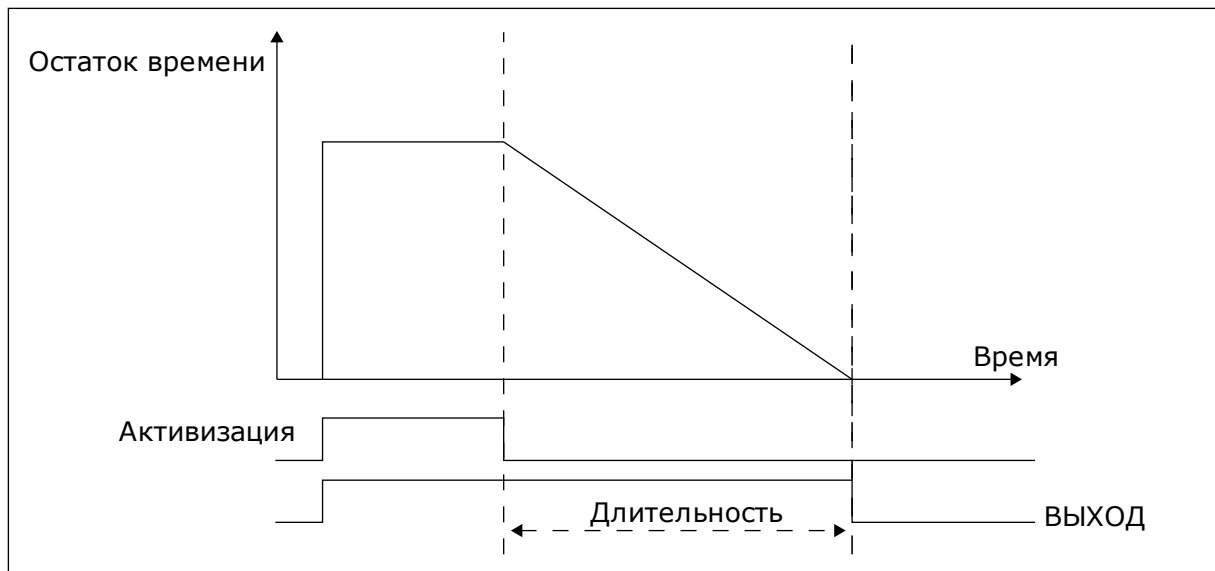 Остаток времени
Время
Активизация
Длительность
ВЫХОД